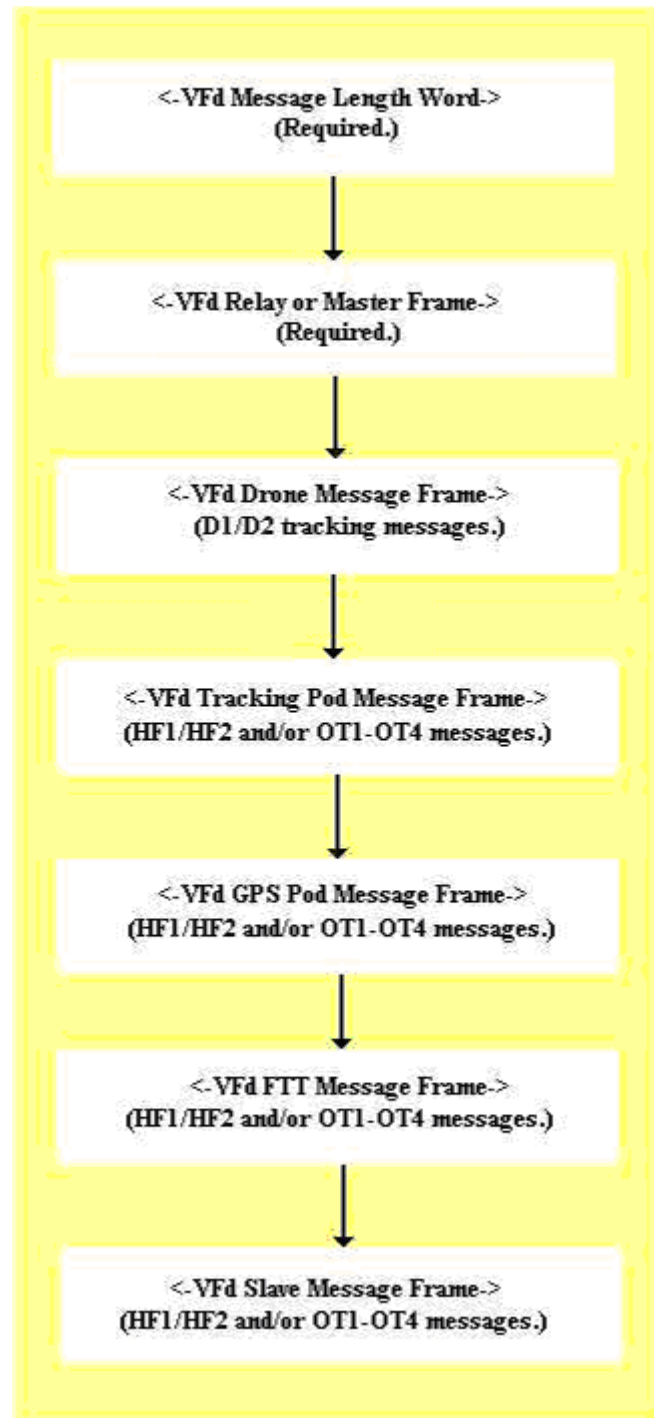 <-VFd Message Length Word->
(Required.)
<-VFd Relay or Master Frame->
(Required.)
<-VFd Drone Message Frame->
(D1/D2 tracking messages.)
<-VFd Tracking Pod Message Frame->
(HF1/HF2 and/or OT1-OT4 messages.)
<-VFd GPS Pod Message Frame->
(HF1/HF2 and/or OT1-OT4 messages.)
<-VFd FTT Message Frame->
(HF1/HF2 and/or OT1-OT4 messages.)
<-VFd Slave Message Frame->
(HF1/HF2 and/or OT1-OT4 messages.)